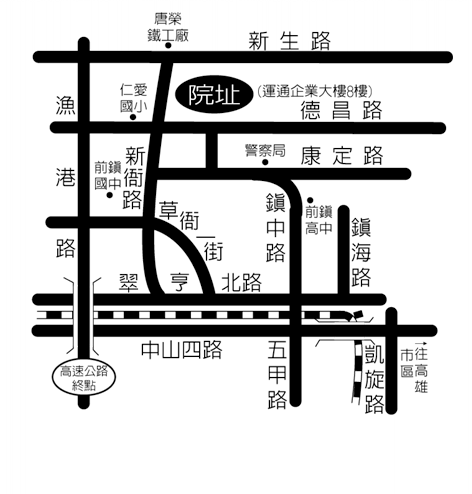 唐榮
鐵工廠
新生路
仁愛
國小
院址
(運通企業大樓8樓)
漁港路
德昌路
新衙路
前鎮
國中
警察局
康定路
草衙一街
鎮中路
前鎮
高中
鎮海路
翠亨北路
中山四路
五甲路
凱旋路
→往高雄
市區
高速公路
終點